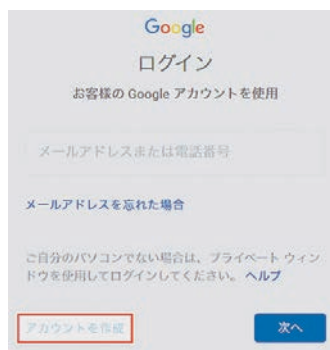 Google
ログイン
お客様の Google アカウントを使用
メールアドレスまたは電話番号
メールアドレスを忘れた場合
ご自分のパソコンでない場合は、プライベート ウィン
ドウを使用してログインしてください。 ヘルプ
アカウントを作成
次へ